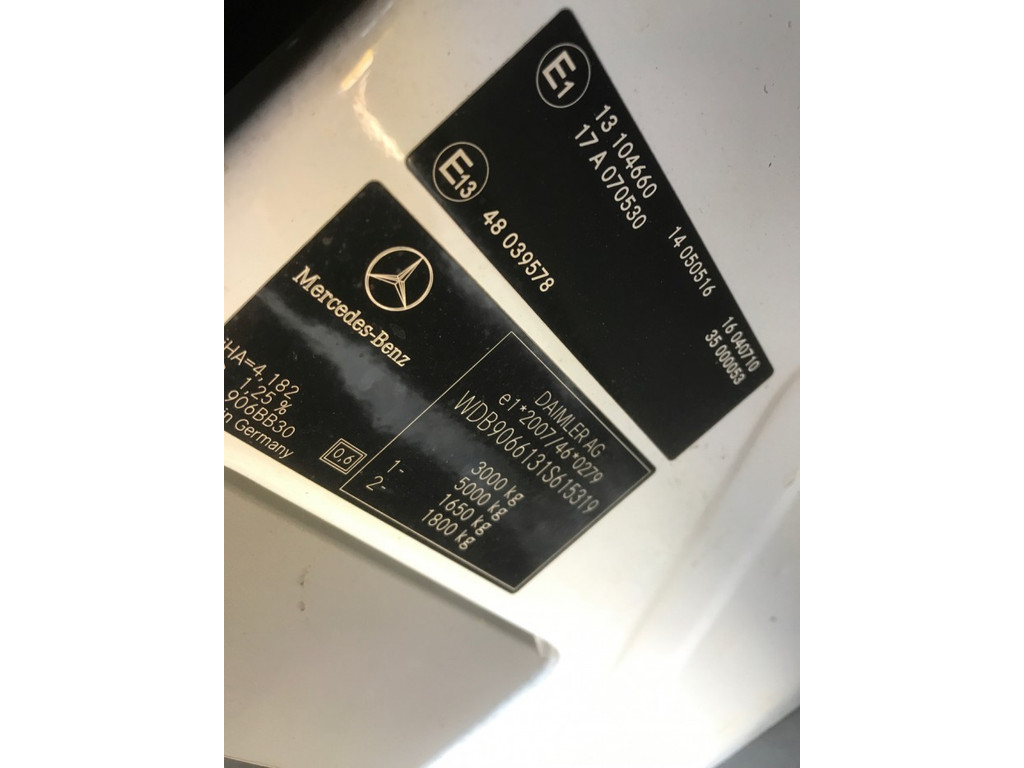 E1
13 104660
17 A 070530
14 050516
16 040710
35 000053
E13
48 039578
Mercedes-Benz
DAIMLER AG
e1*2007/46*0279
WDB9066131S615319
3000 kg
5000 kg
1- 1650 kg
2- 1800 kg
HA=4,182
1,25 %
906BB30
in Germany
0,6